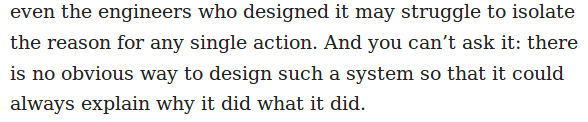 even the engineers who designed it may struggle to isolate
the reason for any single action. And you can’t ask it: there
is no obvious way to design such a system so that it could
always explain why it did what it did.